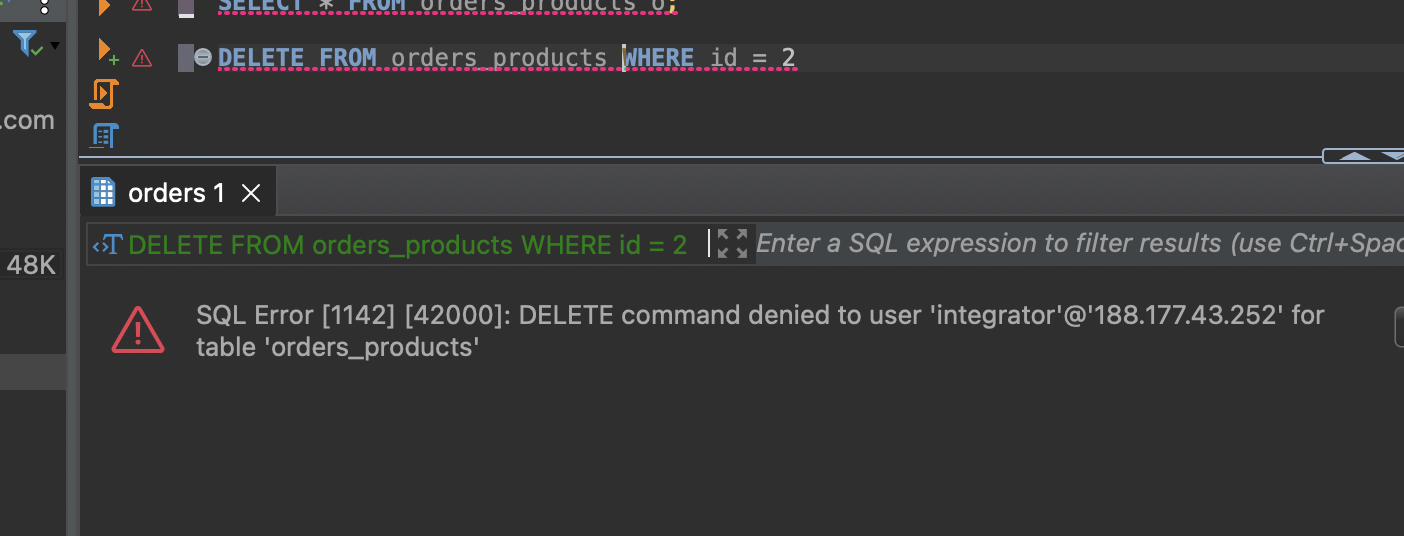 SELECT * FROM orders_products o;
DELETE FROM orders_products WHERE id = 2
.com
orders 1
DELETE FROM orders_products WHERE id = 2
Enter a SQL expression to filter results (use Ctrl+Spac
48K
SQL Error [1142] [42000]: DELETE command denied to user 'integrator'@'188.177.43.252' for
table 'orders_products'